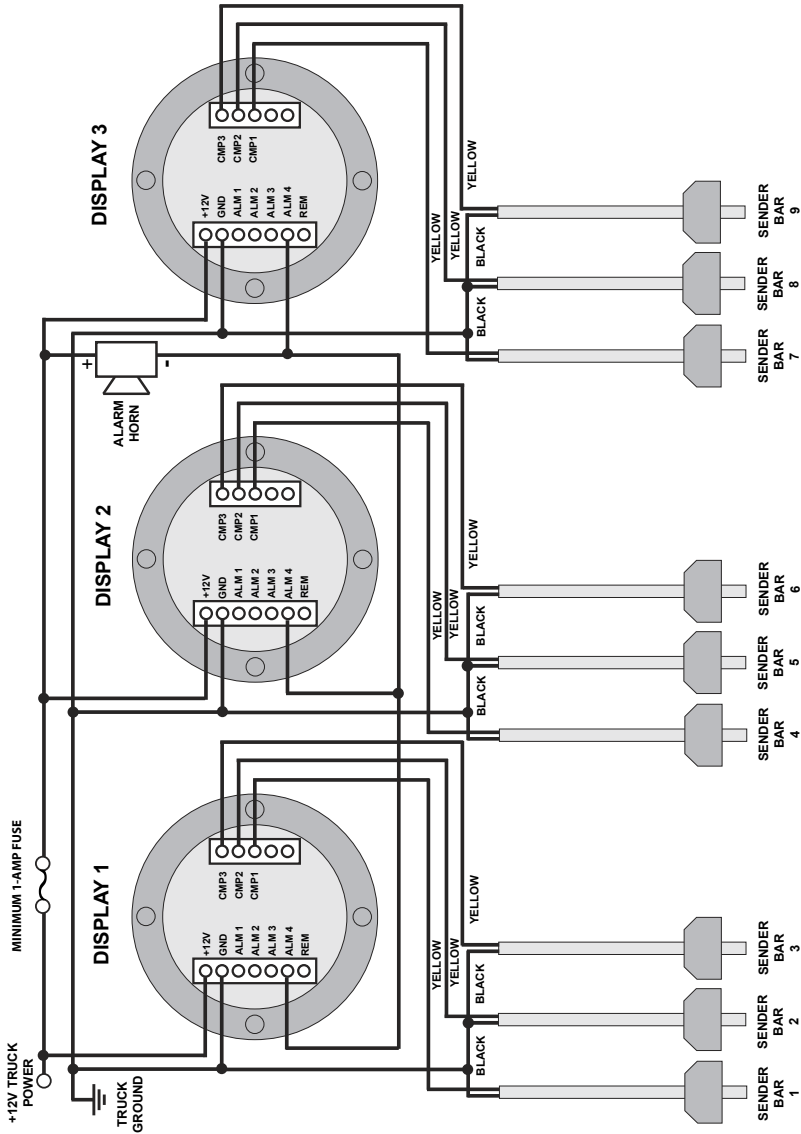 +12V TRUCK
POWER
MINIMUM 1-AMP FUSE
TRUCK
GROUND
DISPLAY 1
+12V
GND
ALM 1
ALM 2
ALM 3
ALM 4
REM
CMP3
CMP2
CMP1
YELLOW
YELLOW
YELLOW
BLACK
BLACK
SENDER
BAR
1
SENDER
BAR
2
SENDER
BAR
3
DISPLAY 2
+12V
GND
ALM 1
ALM 2
ALM 3
ALM 4
REM
CMP3
CMP2
CMP1
YELLOW
YELLOW
YELLOW
BLACK
BLACK
SENDER
BAR
4
SENDER
BAR
5
SENDER
BAR
6
ALARM
HORN
+
-
DISPLAY 3
+12V
GND
ALM 1
ALM 2
ALM 3
ALM 4
REM
CMP3
CMP2
CMP1
YELLOW
YELLOW
YELLOW
BLACK
BLACK
SENDER
BAR
7
SENDER
BAR
8
SENDER
BAR
9